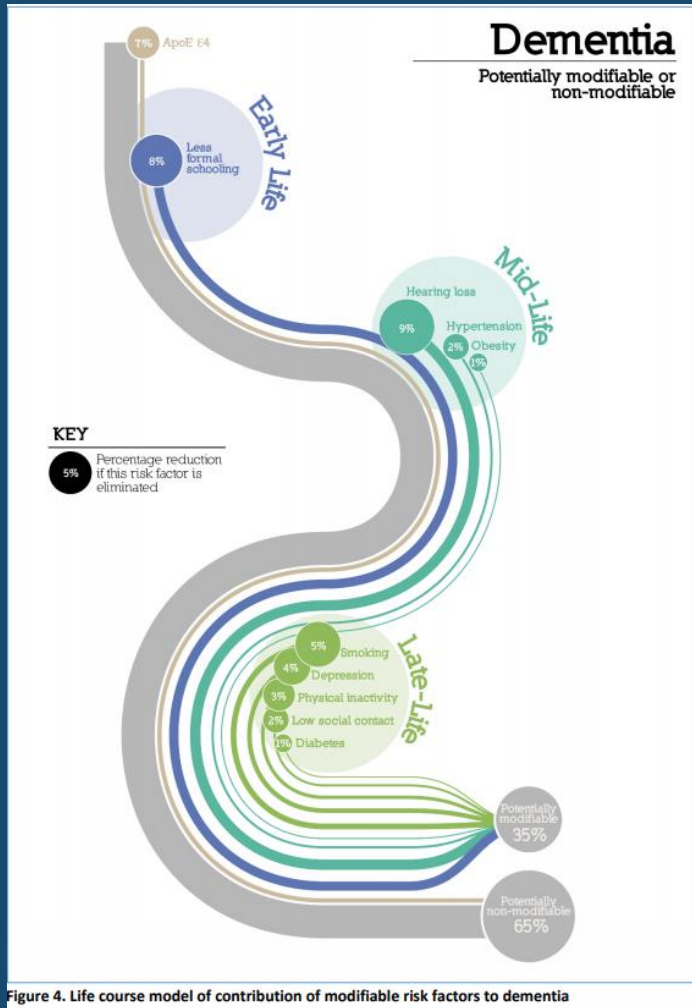 Dementia
Potentially modifiable or
non-modifiable
7%
ApoE ε4
Early Life
8%
Less
formal
schooling
Mid-Life
Hearing loss
9%
Hypertension
2%
Obesity
1%
KEY
5%
Percentage reduction
if this risk factor is
eliminated
Late-Life
5%
Smoking
4%
Depression
3%
Physical inactivity
2%
Low social contact
1%
Diabetes
Potentially
modifiable
35%
Potentially
non-modifiable
65%
Figure 4. Life course model of contribution of modifiable risk factors to dementia